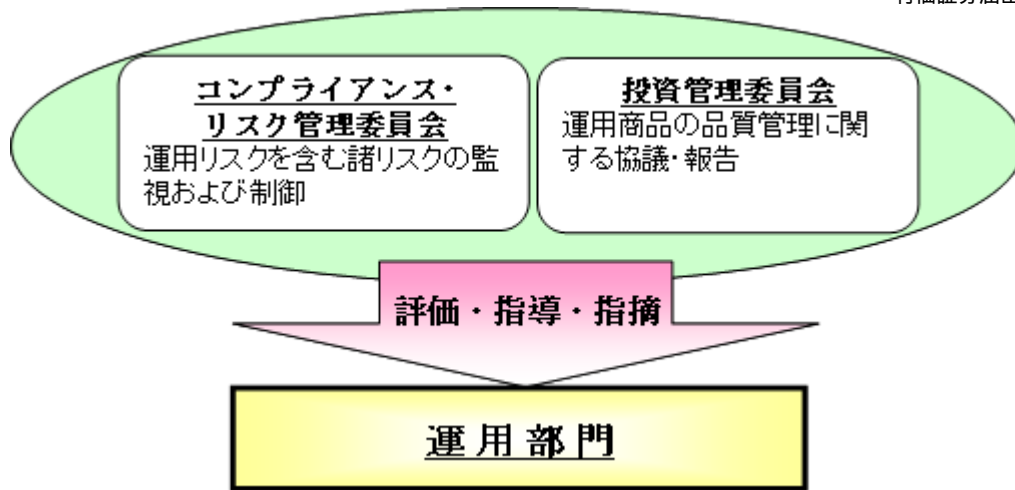 コンプライアンス・
リスク管理委員会
運用リスクを含む諸リスクの監
視および制御
投資管理委員会
運用商品の品質管理に関
する協議・報告
評価・指導・指摘
運用部門